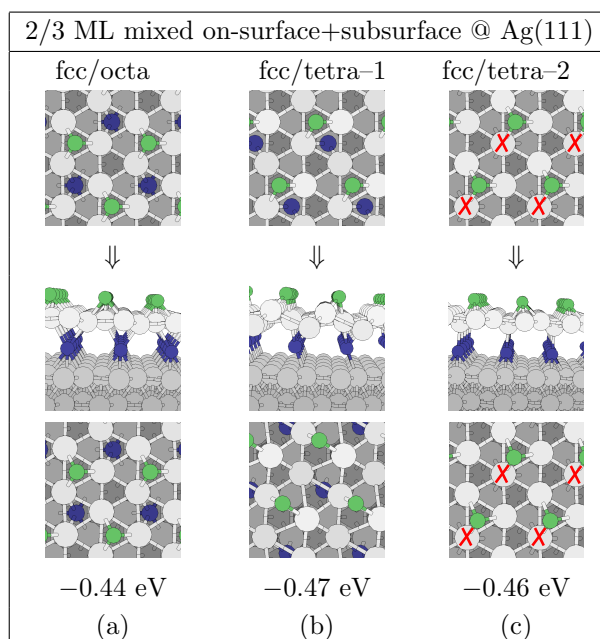 2/3 ML mixed on-surface+subsurface @ Ag(111)
fcc/octa fcc/tetra–1 fcc/tetra–2
⇓ ⇓ ⇓
−0.44 eV −0.47 eV −0.46 eV
(a) (b) (c)